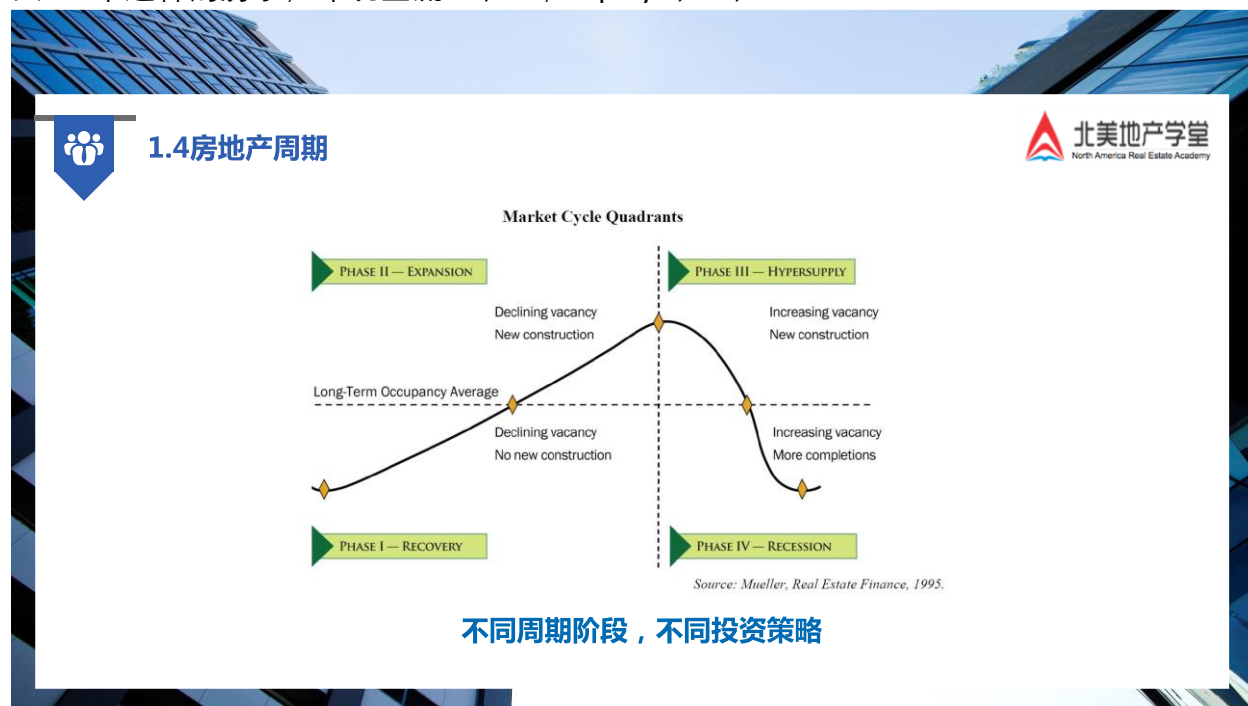 1.4房地产周期
北美地产学堂
North America Real Estate Academy
Market Cycle Quadrants
PHASE II — EXPANSION
PHASE III — HYPERSUPPLY
Declining vacancy
New construction
Increasing vacancy
New construction
Long-Term Occupancy Average
Declining vacancy
No new construction
Increasing vacancy
More completions
PHASE I — RECOVERY
PHASE IV — RECESSION
Source: Mueller, Real Estate Finance, 1995.
不同周期阶段，不同投资策略